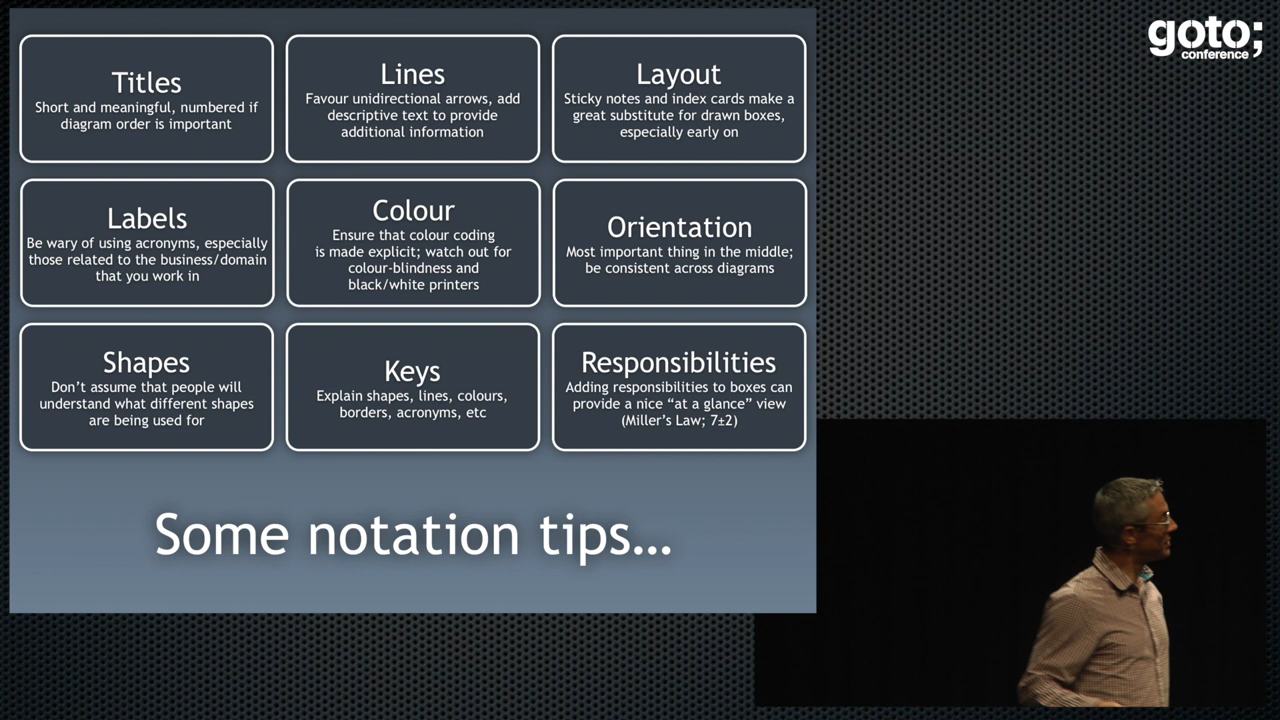 goto;
conference
Titles
Short and meaningful, numbered if
diagram order is important
Lines
Favour unidirectional arrows, add
descriptive text to provide
additional information
Layout
Sticky notes and index cards make a
great substitute for drawn boxes,
especially early on
Labels
Be wary of using acronyms, especially
those related to the business/domain
that you work in
Colour
Ensure that colour coding
is made explicit; watch out for
colour-blindness and
black/white printers
Orientation
Most important thing in the middle;
be consistent across diagrams
Shapes
Don’t assume that people will
understand what different shapes
are being used for
Keys
Explain shapes, lines, colours,
borders, acronyms, etc
Responsibilities
Adding responsibilities to boxes can
provide a nice “at a glance” view
(Miller’s Law; 7±2)
Some notation tips...